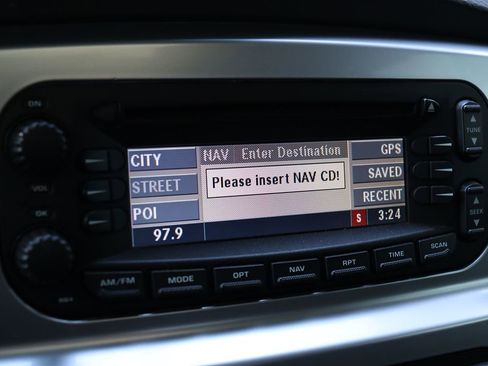 ON
VOL
OK
CITY
STREET
POI
97.9
NAV Enter Destination
Please insert NAV CD!
GPS
SAVED
RECENT
S 3:24
TUNE
SEEK
AM/FM MODE OPT NAV RPT TIME SCAN